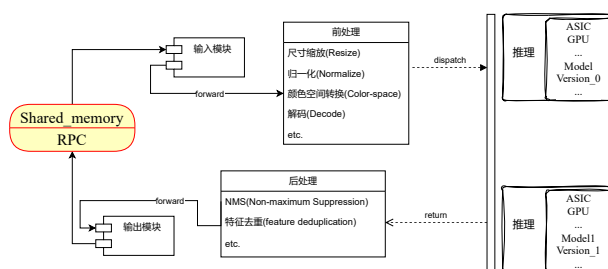 输入模块
前处理
尺寸缩放(Resize)
归一化(Normalize)
颜色空间转换(Color-space)
解码(Decode)
etc.
forward
dispatch
推理
ASIC
GPU
...
Model
Version_0
...
Shared_memory
RPC
后处理
NMS(Non-maximum Suppression)
特征去重(feature deduplication)
etc.
forward
输出模块
return
推理
ASIC
GPU
...
Model1
Version_1
...